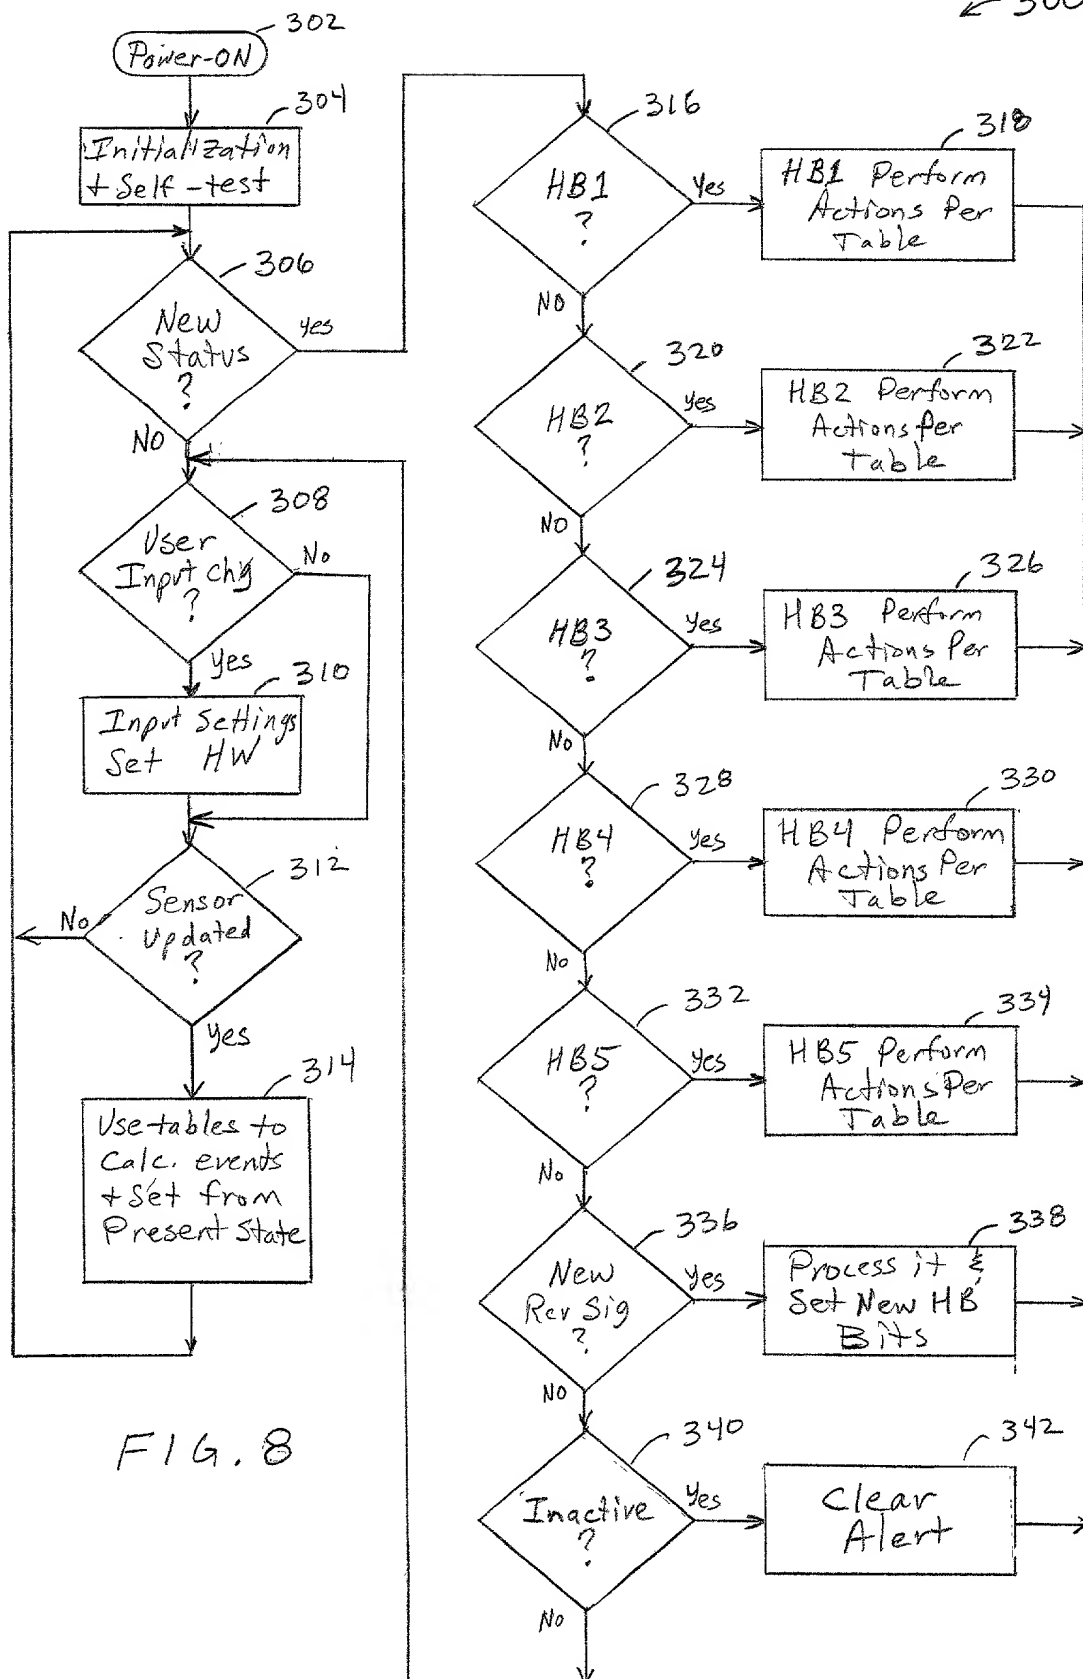 300
302
Power-ON
304
Initialization
+ Self-test
306
New
Status
?
Yes
NO
308
User
Input chg
?
No
Yes
310
Input Settings
Set HW
312
Sensor
Updated
?
No
Yes
314
Use tables to
Calc. events
+ Set from
Present State
316
HB1
?
Yes
NO
318
HB1 Perform
Actions Per
Table
320
HB2
?
Yes
NO
322
HB2 Perform
Actions Per
Table
324
HB3
?
Yes
No
326
HB3 Perform
Actions Per
Table
328
HB4
?
Yes
No
330
HB4 Perform
Actions Per
Table
332
HB5
?
Yes
No
334
HB5 Perform
Actions Per
Table
336
New
Rcv Sig
?
Yes
NO
338
Process it &
Set New HB
Bits
340
Inactive
?
Yes
No
342
Clear
Alert
FIG. 8